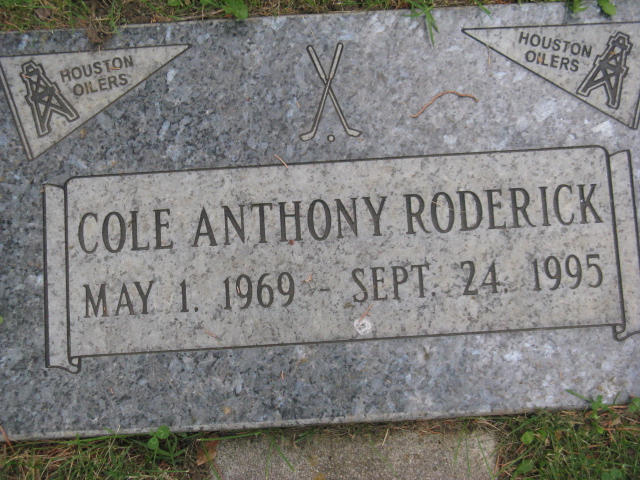 HOUSTON
OILERS
HOUSTON
OILERS
COLE ANTHONY RODERICK
MAY 1. 1969 - SEPT. 24. 1995